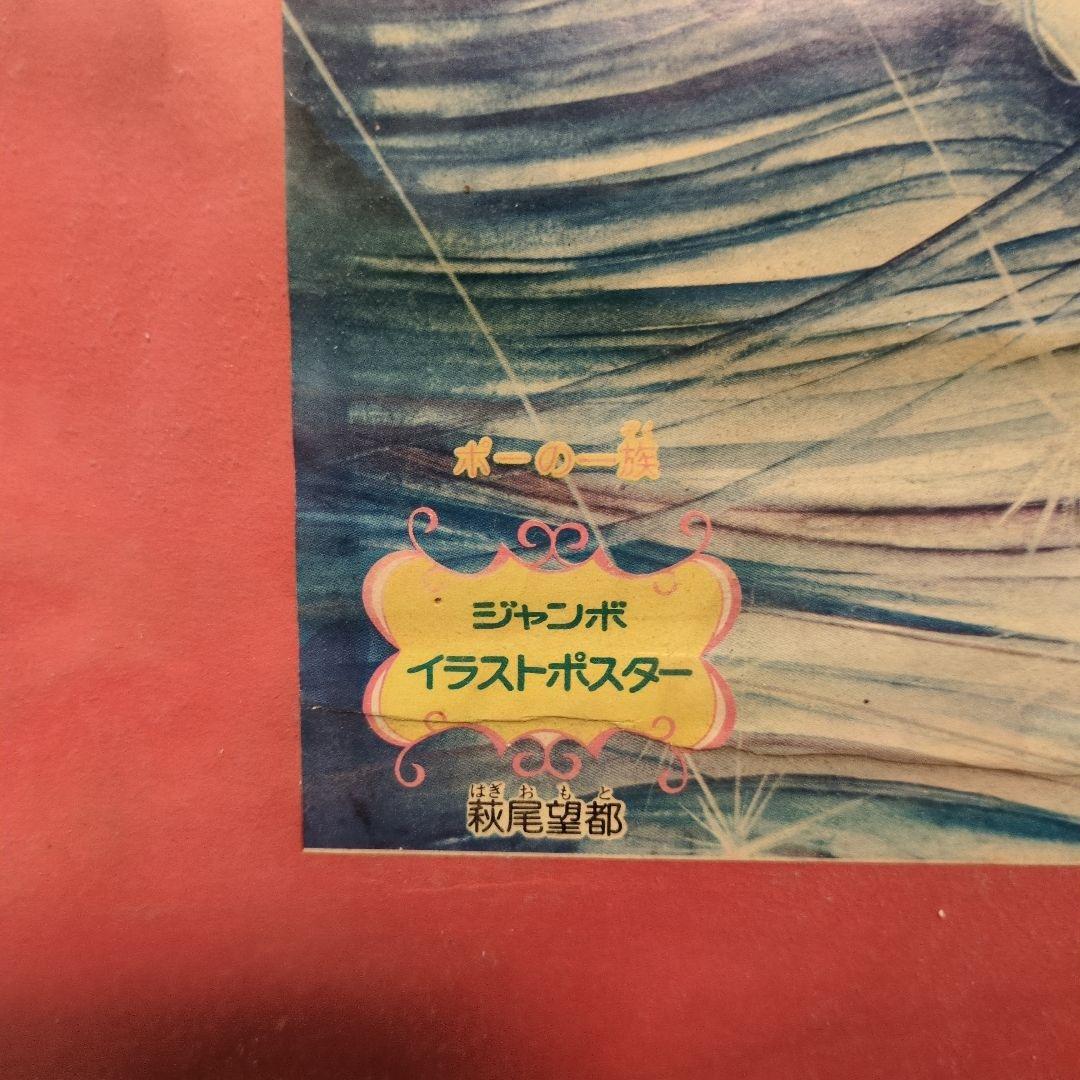 ポーの一族
ジャンボ
イラストポスター
はぎおもと
萩尾望都